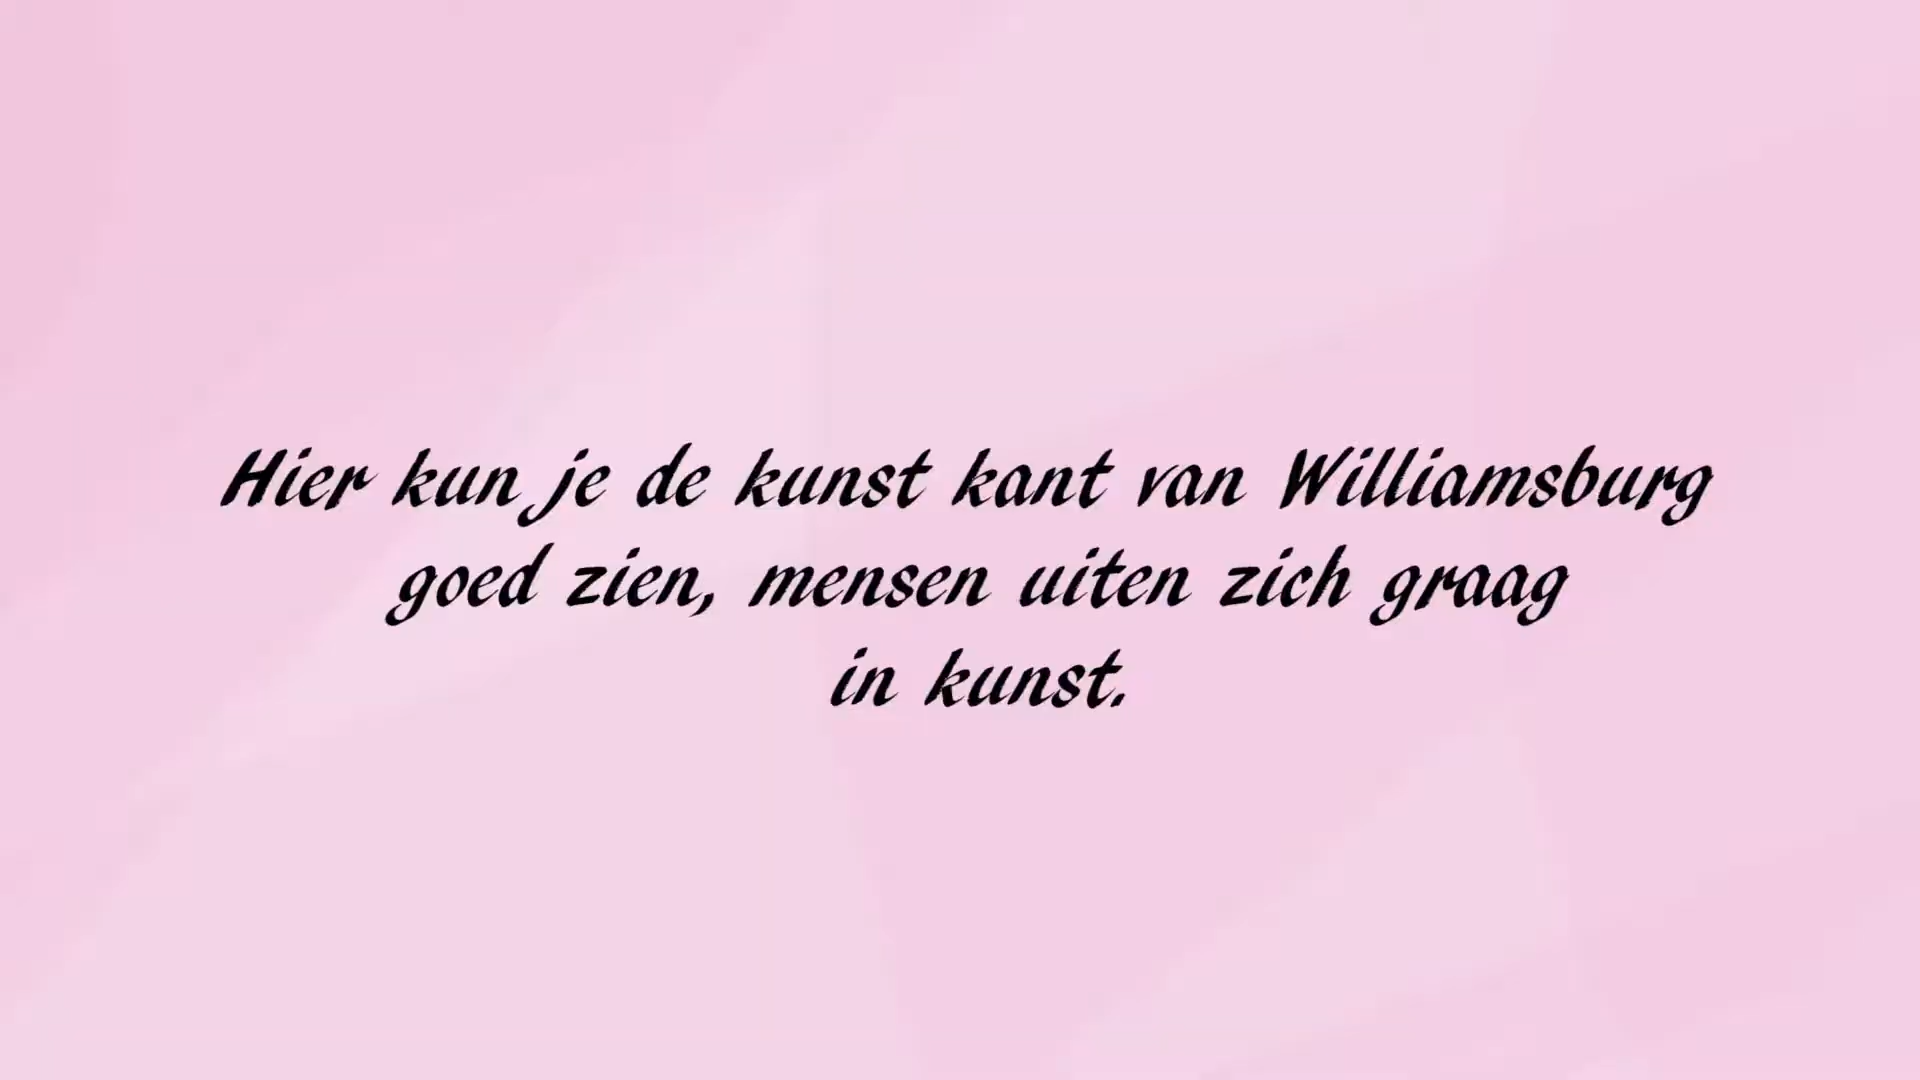 Hier kun je de kunst kant van Williamsburg
goed zien, mensen uiten zich graag
in kunst.